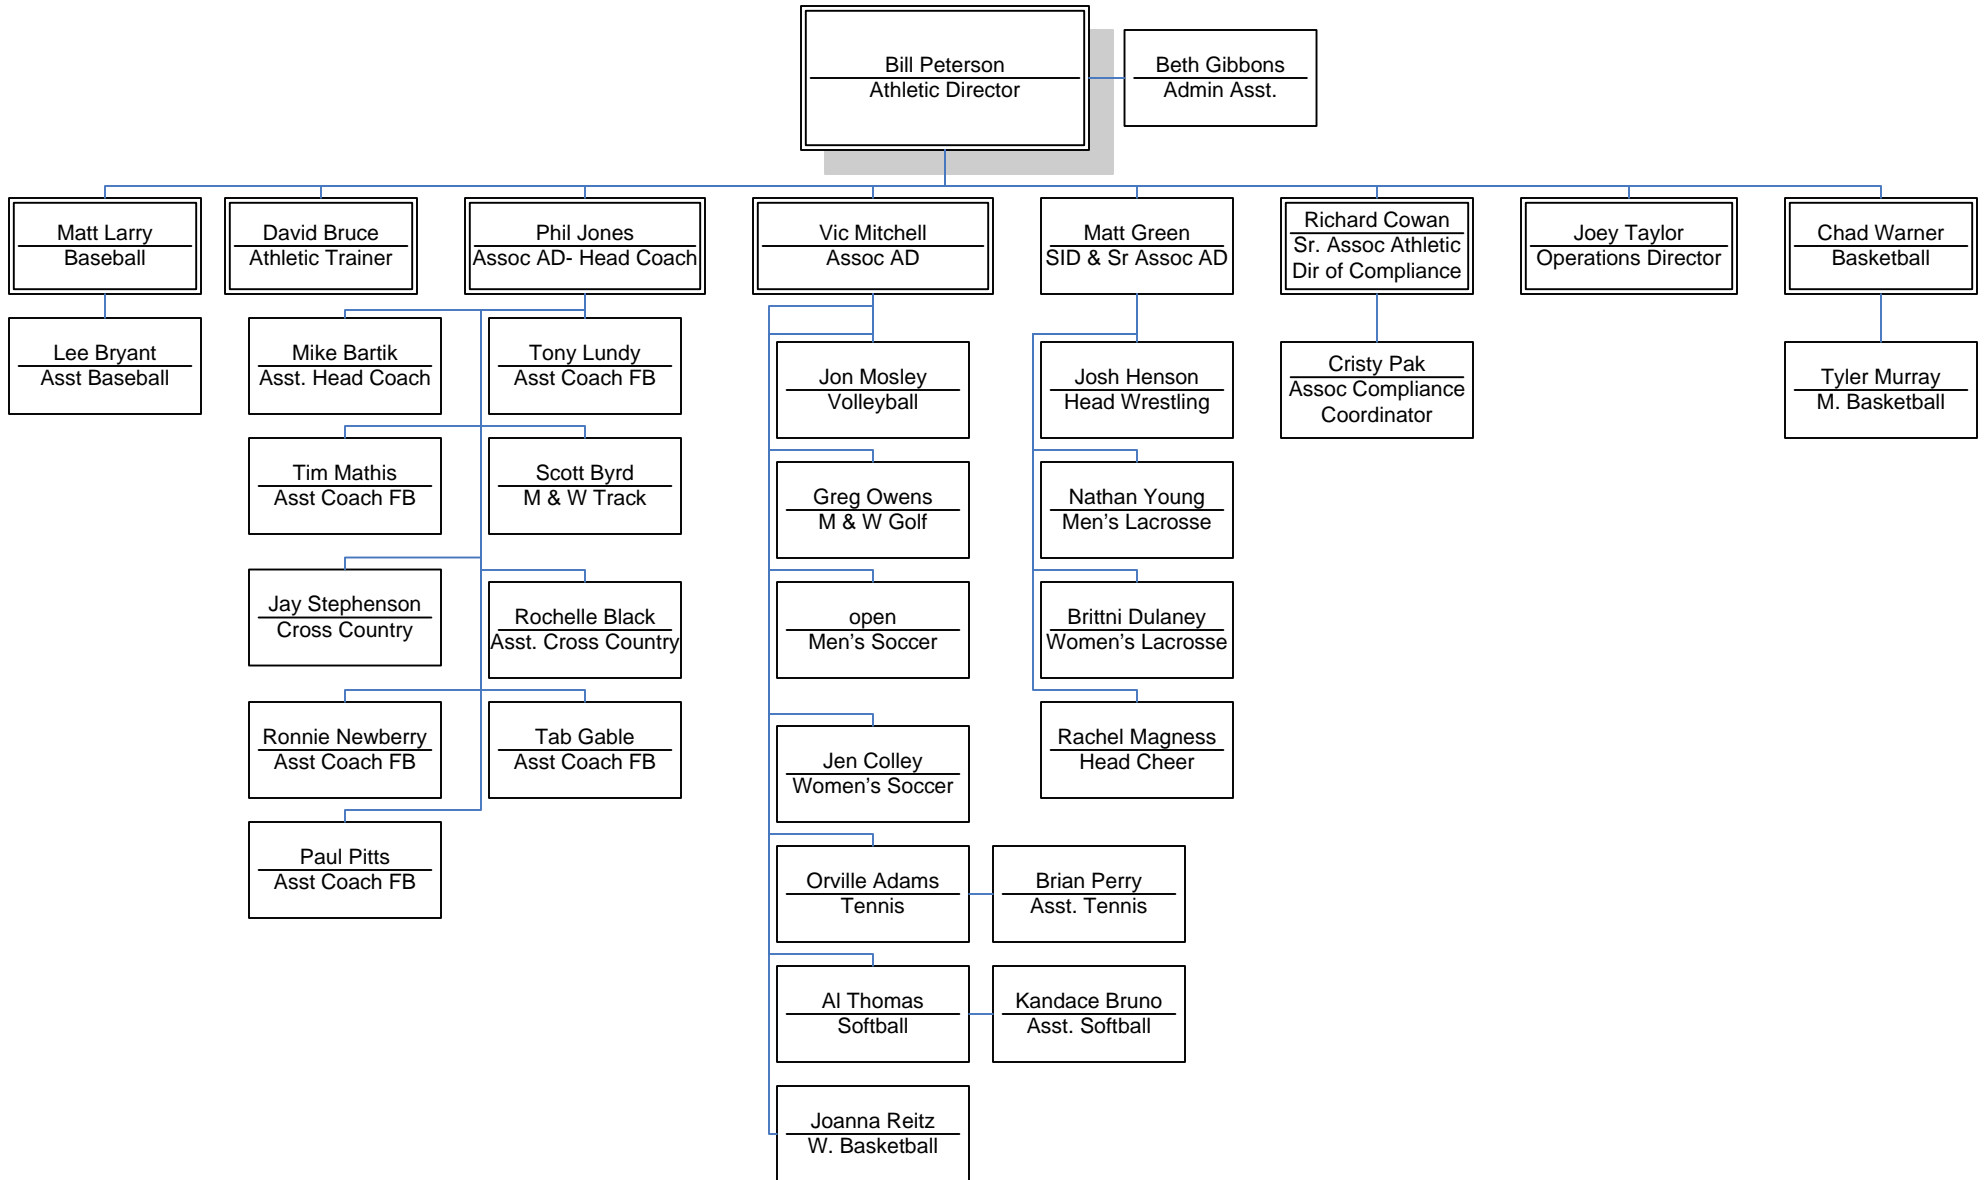 Bill Peterson
Athletic Director
Beth Gibbons
Admin Asst.
Matt Larry
Baseball
David Bruce
Athletic Trainer
Phil Jones
Assoc AD- Head Coach
Vic Mitchell
Assoc AD
Matt Green
SID & Sr Assoc AD
Richard Cowan
Sr. Assoc Athletic
Dir of Compliance
Joey Taylor
Operations Director
Chad Warner
Basketball
Lee Bryant
Asst Baseball
Mike Bartik
Asst. Head Coach
Tony Lundy
Asst Coach FB
Jon Mosley
Volleyball
Josh Henson
Head Wrestling
Cristy Pak
Assoc Compliance
Coordinator
Tyler Murray
M. Basketball
Tim Mathis
Asst Coach FB
Scott Byrd
M & W Track
Greg Owens
M & W Golf
Nathan Young
Men's Lacrosse
Jay Stephenson
Cross Country
Rochelle Black
Asst. Cross Country
open
Men's Soccer
Brittni Dulaney
Women's Lacrosse
Ronnie Newberry
Asst Coach FB
Tab Gable
Asst Coach FB
Jen Colley
Women's Soccer
Rachel Magness
Head Cheer
Paul Pitts
Asst Coach FB
Orville Adams
Tennis
Brian Perry
Asst. Tennis
Al Thomas
Softball
Kandace Bruno
Asst. Softball
Joanna Reitz
W. Basketball